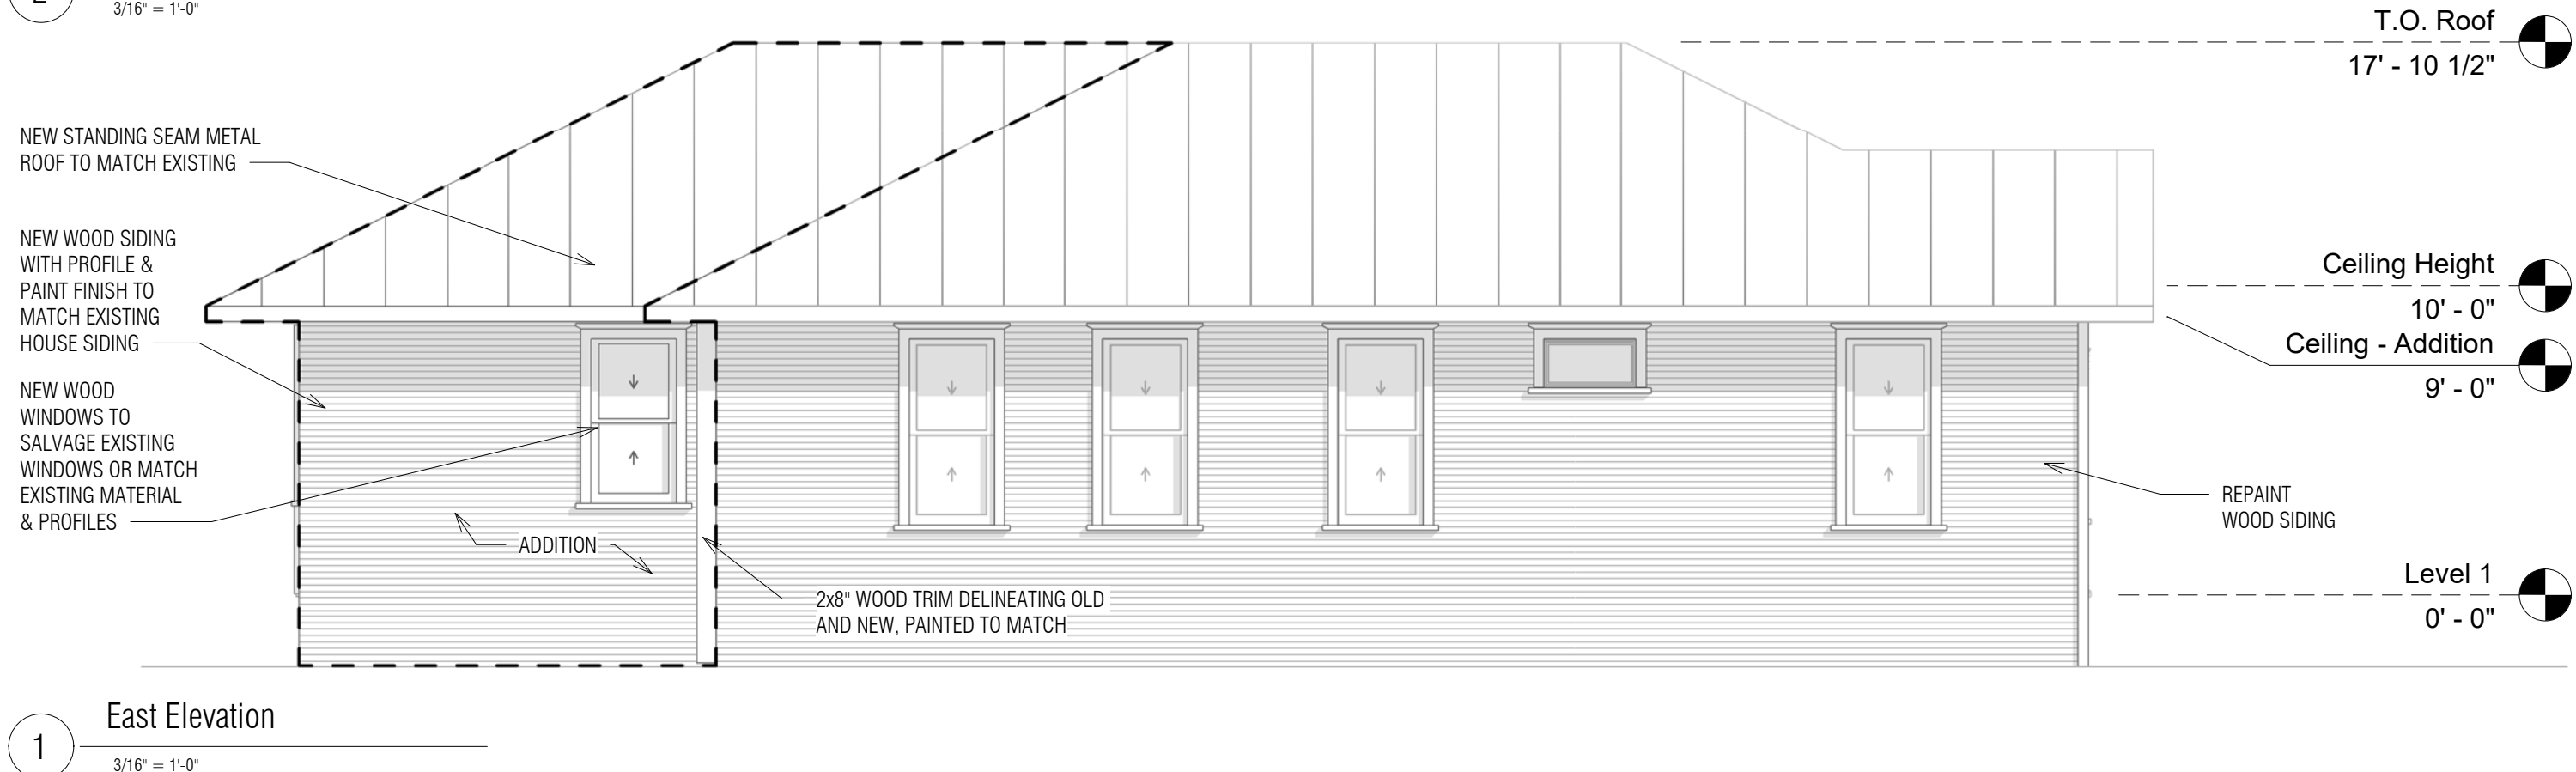 3/16" = 1'-0"
T.O. Roof
17' - 10 1/2"
NEW STANDING SEAM METAL
ROOF TO MATCH EXISTING
NEW WOOD SIDING
WITH PROFILE &
PAINT FINISH TO
MATCH EXISTING
HOUSE SIDING
NEW WOOD
WINDOWS TO
SALVAGE EXISTING
WINDOWS OR MATCH
EXISTING MATERIAL
& PROFILES
ADDITION
2x8" WOOD TRIM DELINEATING OLD
AND NEW, PAINTED TO MATCH
Ceiling Height
10' - 0"
Ceiling - Addition
9' - 0"
REPAINT
WOOD SIDING
Level 1
0' - 0"
1
East Elevation
3/16" = 1'-0"